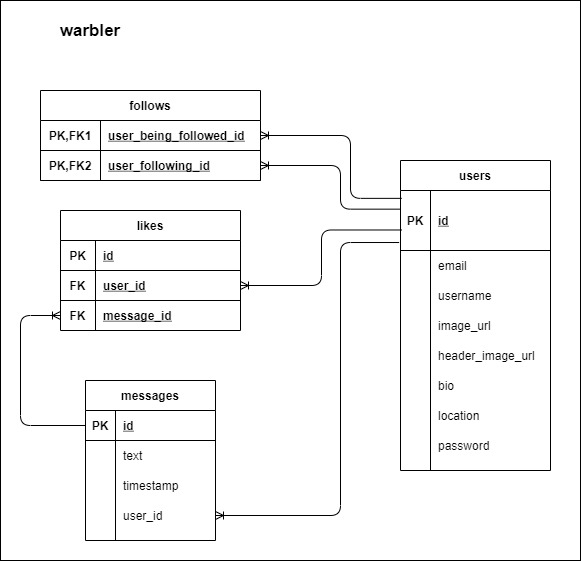 warbler
follows
PK,FK1 user_being_followed_id
PK,FK2 user_following_id
users
PK id
email
username
image_url
header_image_url
bio
location
password
likes
PK id
FK user_id
FK message_id
messages
PK id
text
timestamp
user_id